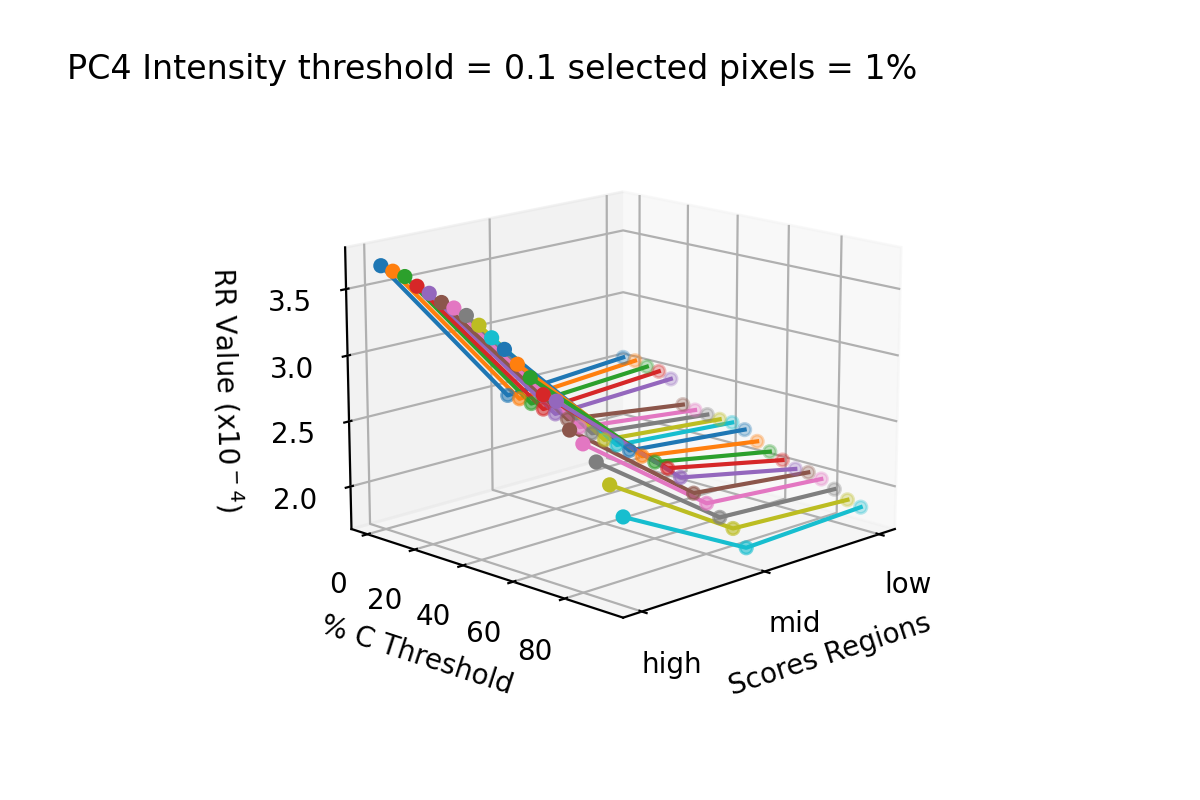 PC4 Intensity threshold = 0.1 selected pixels = 1%
RR Value (x10⁻⁴)
3.5
3.0
2.5
2.0
0
20
40
60
80
% C Threshold
high
mid
low
Scores Regions